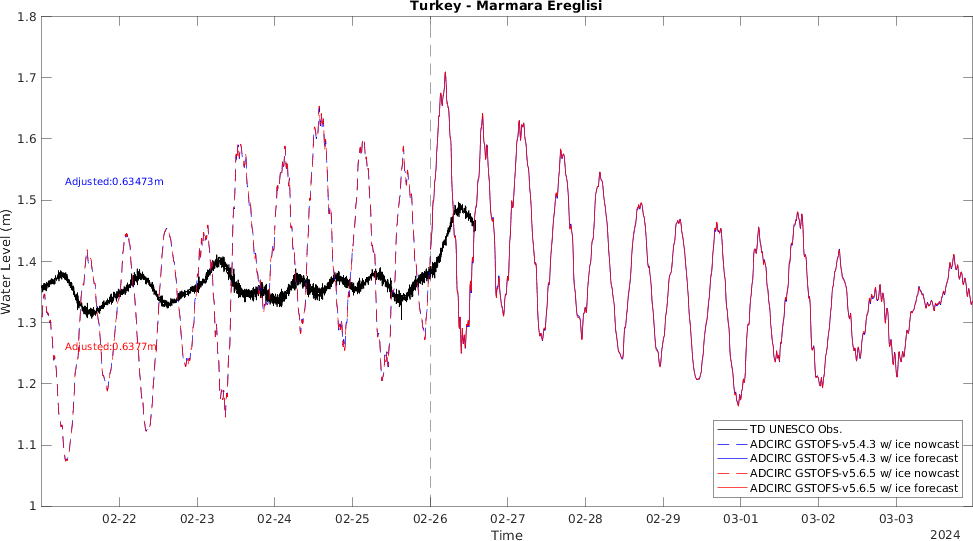 Turkey - Marmara Ereglisi
1.8
1.7
1.6
1.5
1.4
1.3
1.2
1.1
1
Water Level (m)
Adjusted:0.63473m
Adjusted:0.6377m
TD UNESCO Obs.
ADCIRC GSTOFS-v5.4.3 w/ ice nowcast
ADCIRC GSTOFS-v5.4.3 w/ ice forecast
ADCIRC GSTOFS-v5.6.5 w/ ice nowcast
ADCIRC GSTOFS-v5.6.5 w/ ice forecast
02-22 02-23 02-24 02-25 02-26 02-27 02-28 02-29 03-01 03-02 03-03
Time
2024